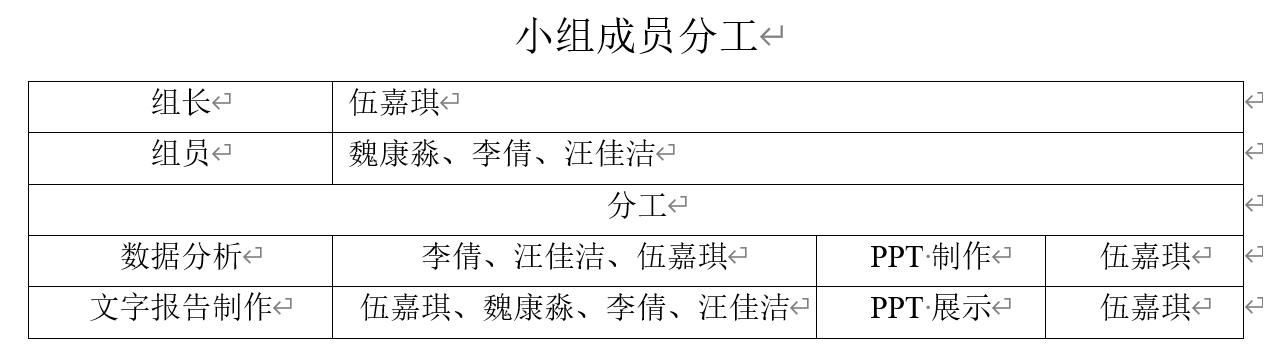 小组成员分工
组长 伍嘉琪
组员 魏康淼、李倩、汪佳洁
分工
数据分析 李倩、汪佳洁、伍嘉琪 PPT 制作 伍嘉琪
文字报告制作 伍嘉琪、魏康淼、李倩、汪佳洁 PPT 展示 伍嘉琪